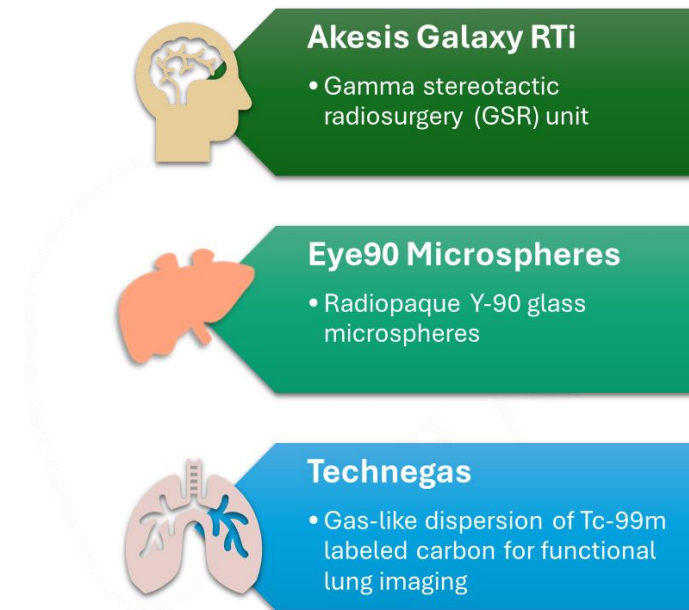 Akesis Galaxy RTi
• Gamma stereotactic
radiosurgery (GSR) unit
Eye90 Microspheres
• Radiopaque Y-90 glass
microspheres
Technegas
• Gas-like dispersion of Tc-99m
labeled carbon for functional
lung imaging